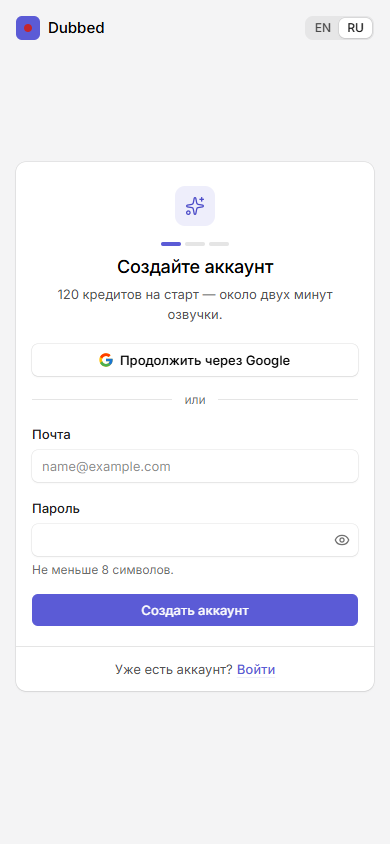 Dubbed
EN RU
Создайте аккаунт
120 кредитов на старт — около двух минут
озвучки.
Продолжить через Google
или
Почта
name@example.com
Пароль
Не меньше 8 символов.
Создать аккаунт
Уже есть аккаунт? Войти